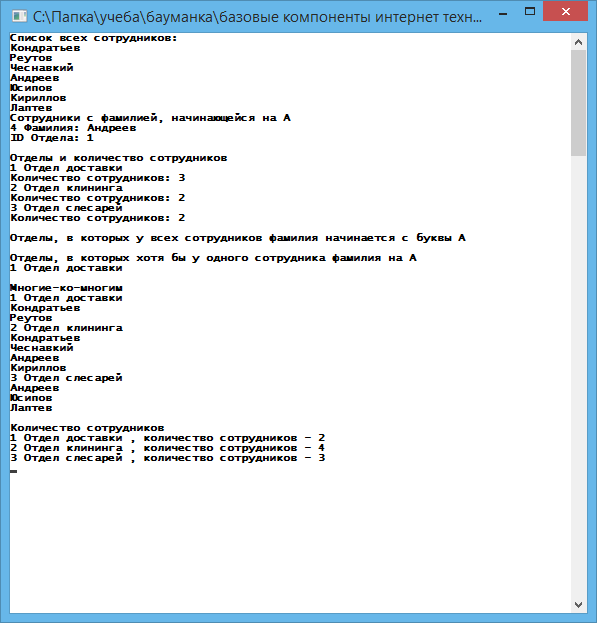 C:\Папка\учеба\бауманка\базовые компоненты интернет техн...
Список всех сотрудников:
Кондратьев
Реутов
Чеснавкий
Андреев
Юсипов
Кириллов
Лаптев
Сотрудники с фамилией, начинающейся на А
4 Фамилия: Андреев
ID Отдела: 1
Отделы и количество сотрудников
1 Отдел доставки
Количество сотрудников: 3
2 Отдел клининга
Количество сотрудников: 2
3 Отдел слесарей
Количество сотрудников: 2
Отделы, в которых у всех сотрудников фамилия начинается с буквы А
Отделы, в которых хотя бы у одного сотрудника фамилия на А
1 Отдел доставки
Многие-ко-многим
1 Отдел доставки
Кондратьев
Реутов
2 Отдел клининга
Кондратьев
Чеснавкий
Андреев
Кириллов
3 Отдел слесарей
Андреев
Юсипов
Лаптев
Количество сотрудников
1 Отдел доставки , количество сотрудников - 2
2 Отдел клининга , количество сотрудников - 4
3 Отдел слесарей , количество сотрудников - 3